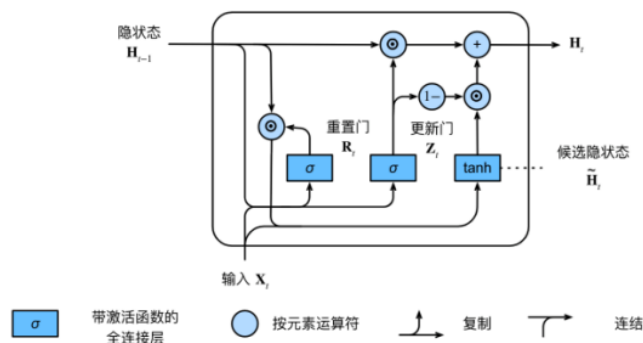 隐状态
H_{t−1}
H_t
1−
重置门
R_t
更新门
Z_t
σ
σ
tanh
候选隐状态
H̃_t
输入 X_t
σ
带激活函数的
全连接层
按元素运算符
复制
连结